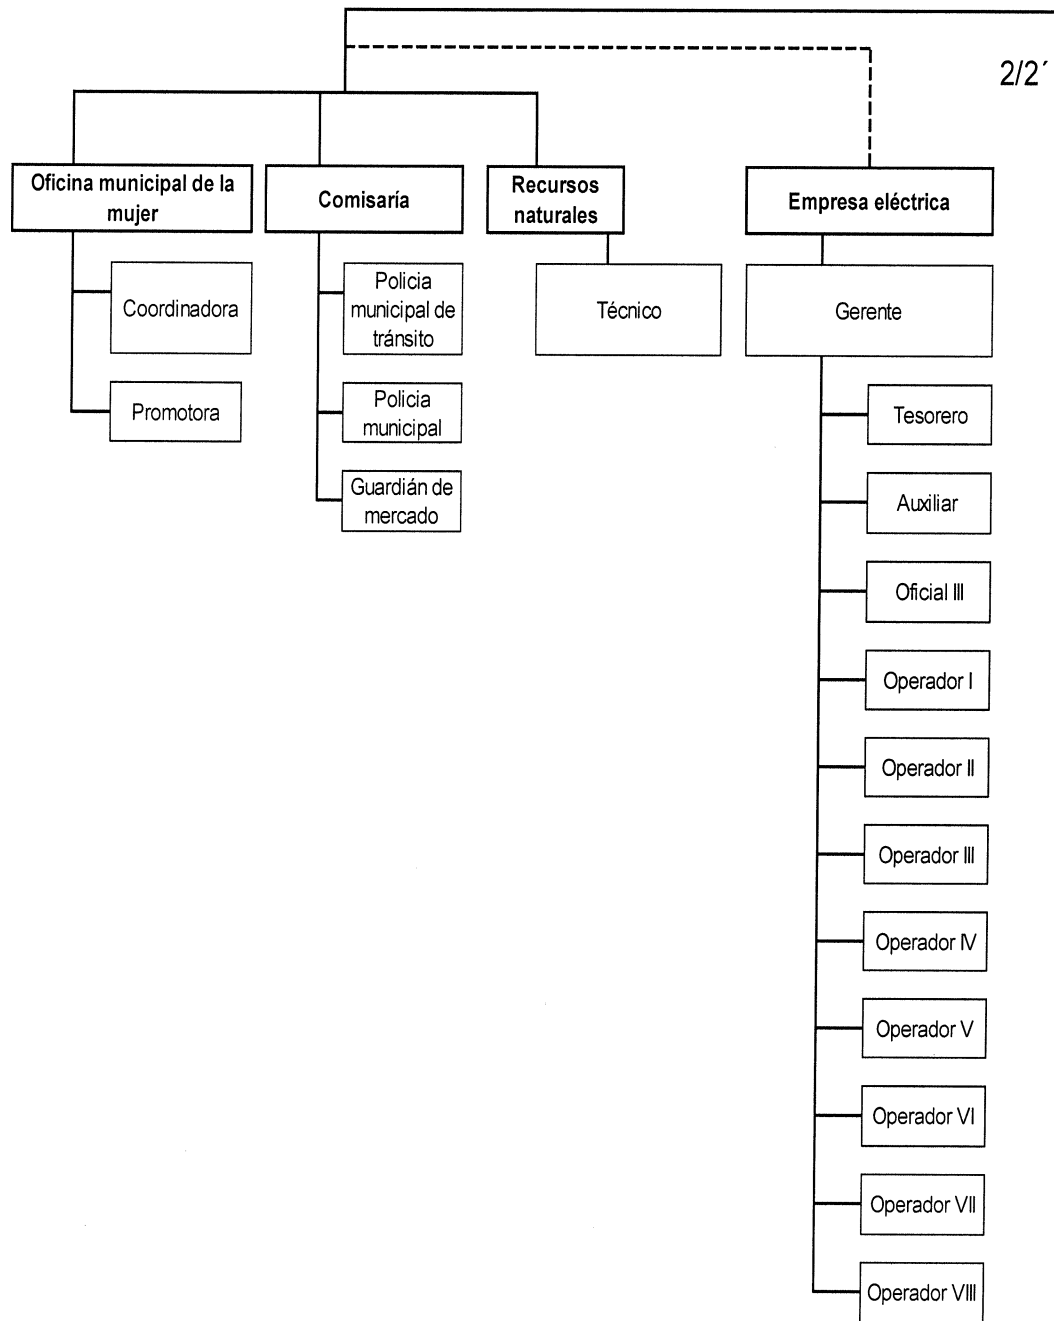 2/2´
Oficina municipal de la
mujer
Comisaría
Recursos
naturales
Empresa eléctrica
Coordinadora
Promotora
Policia
municipal de
tránsito
Policia
municipal
Guardián de
mercado
Técnico
Gerente
Tesorero
Auxiliar
Oficial III
Operador I
Operador II
Operador III
Operador IV
Operador V
Operador VI
Operador VII
Operador VIII